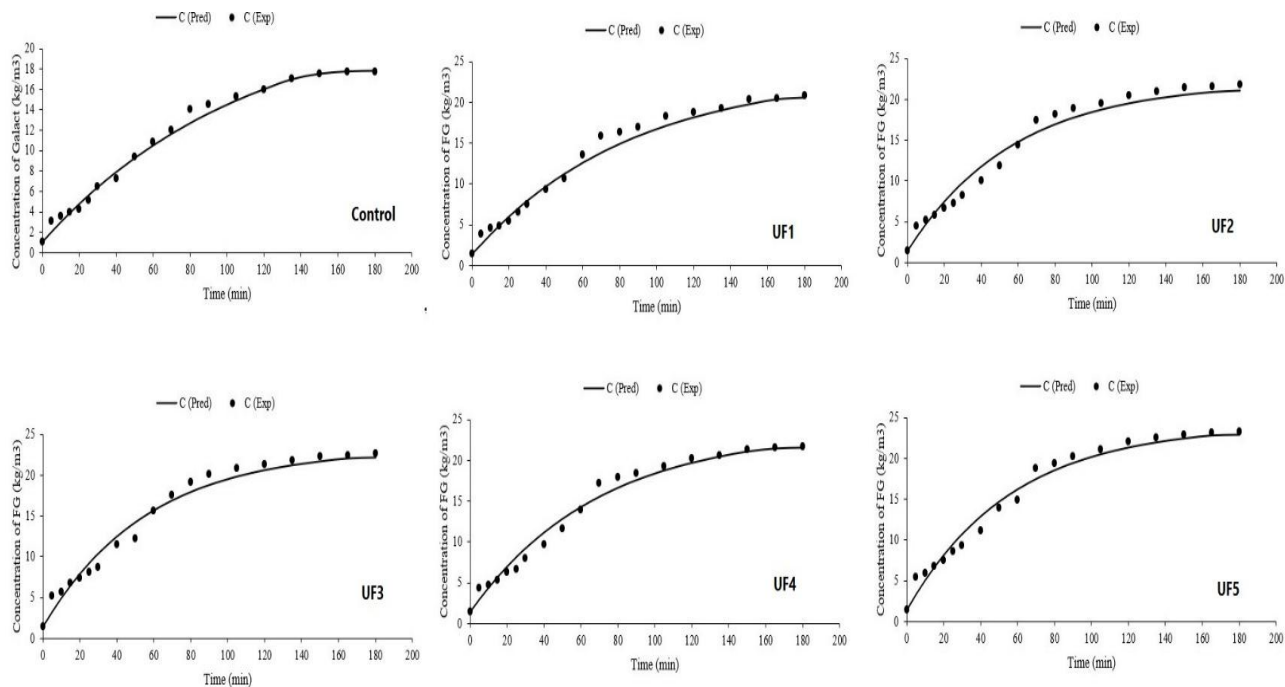 C (Pred) C (Exp)
Concentration of Galact (kg/m3)
20
18
16
14
12
10
8
6
4
2
0
0 20 40 60 80 100 120 140 160 180 200
Time (min)
Control
C (Pred) C (Exp)
Concentration of FG (kg/m3)
25
20
15
10
5
0
0 20 40 60 80 100 120 140 160 180 200
Time (min)
UF1
C (Pred) C (Exp)
Concentration of FG (kg/m3)
25
20
15
10
5
0
0 20 40 60 80 100 120 140 160 180 200
Time (min)
UF2
C (Pred) C (Exp)
Concentration of FG (kg/m3)
25
20
15
10
5
0
0 20 40 60 80 100 120 140 160 180 200
Time (min)
UF3
C (Pred) C (Exp)
Concentration of FG (kg/m3)
25
20
15
10
5
0
0 20 40 60 80 100 120 140 160 180 200
Time (min)
UF4
C (Pred) C (Exp)
Concentration of FG (kg/m3)
25
20
15
10
5
0
0 20 40 60 80 100 120 140 160 180 200
Time (min)
UF5